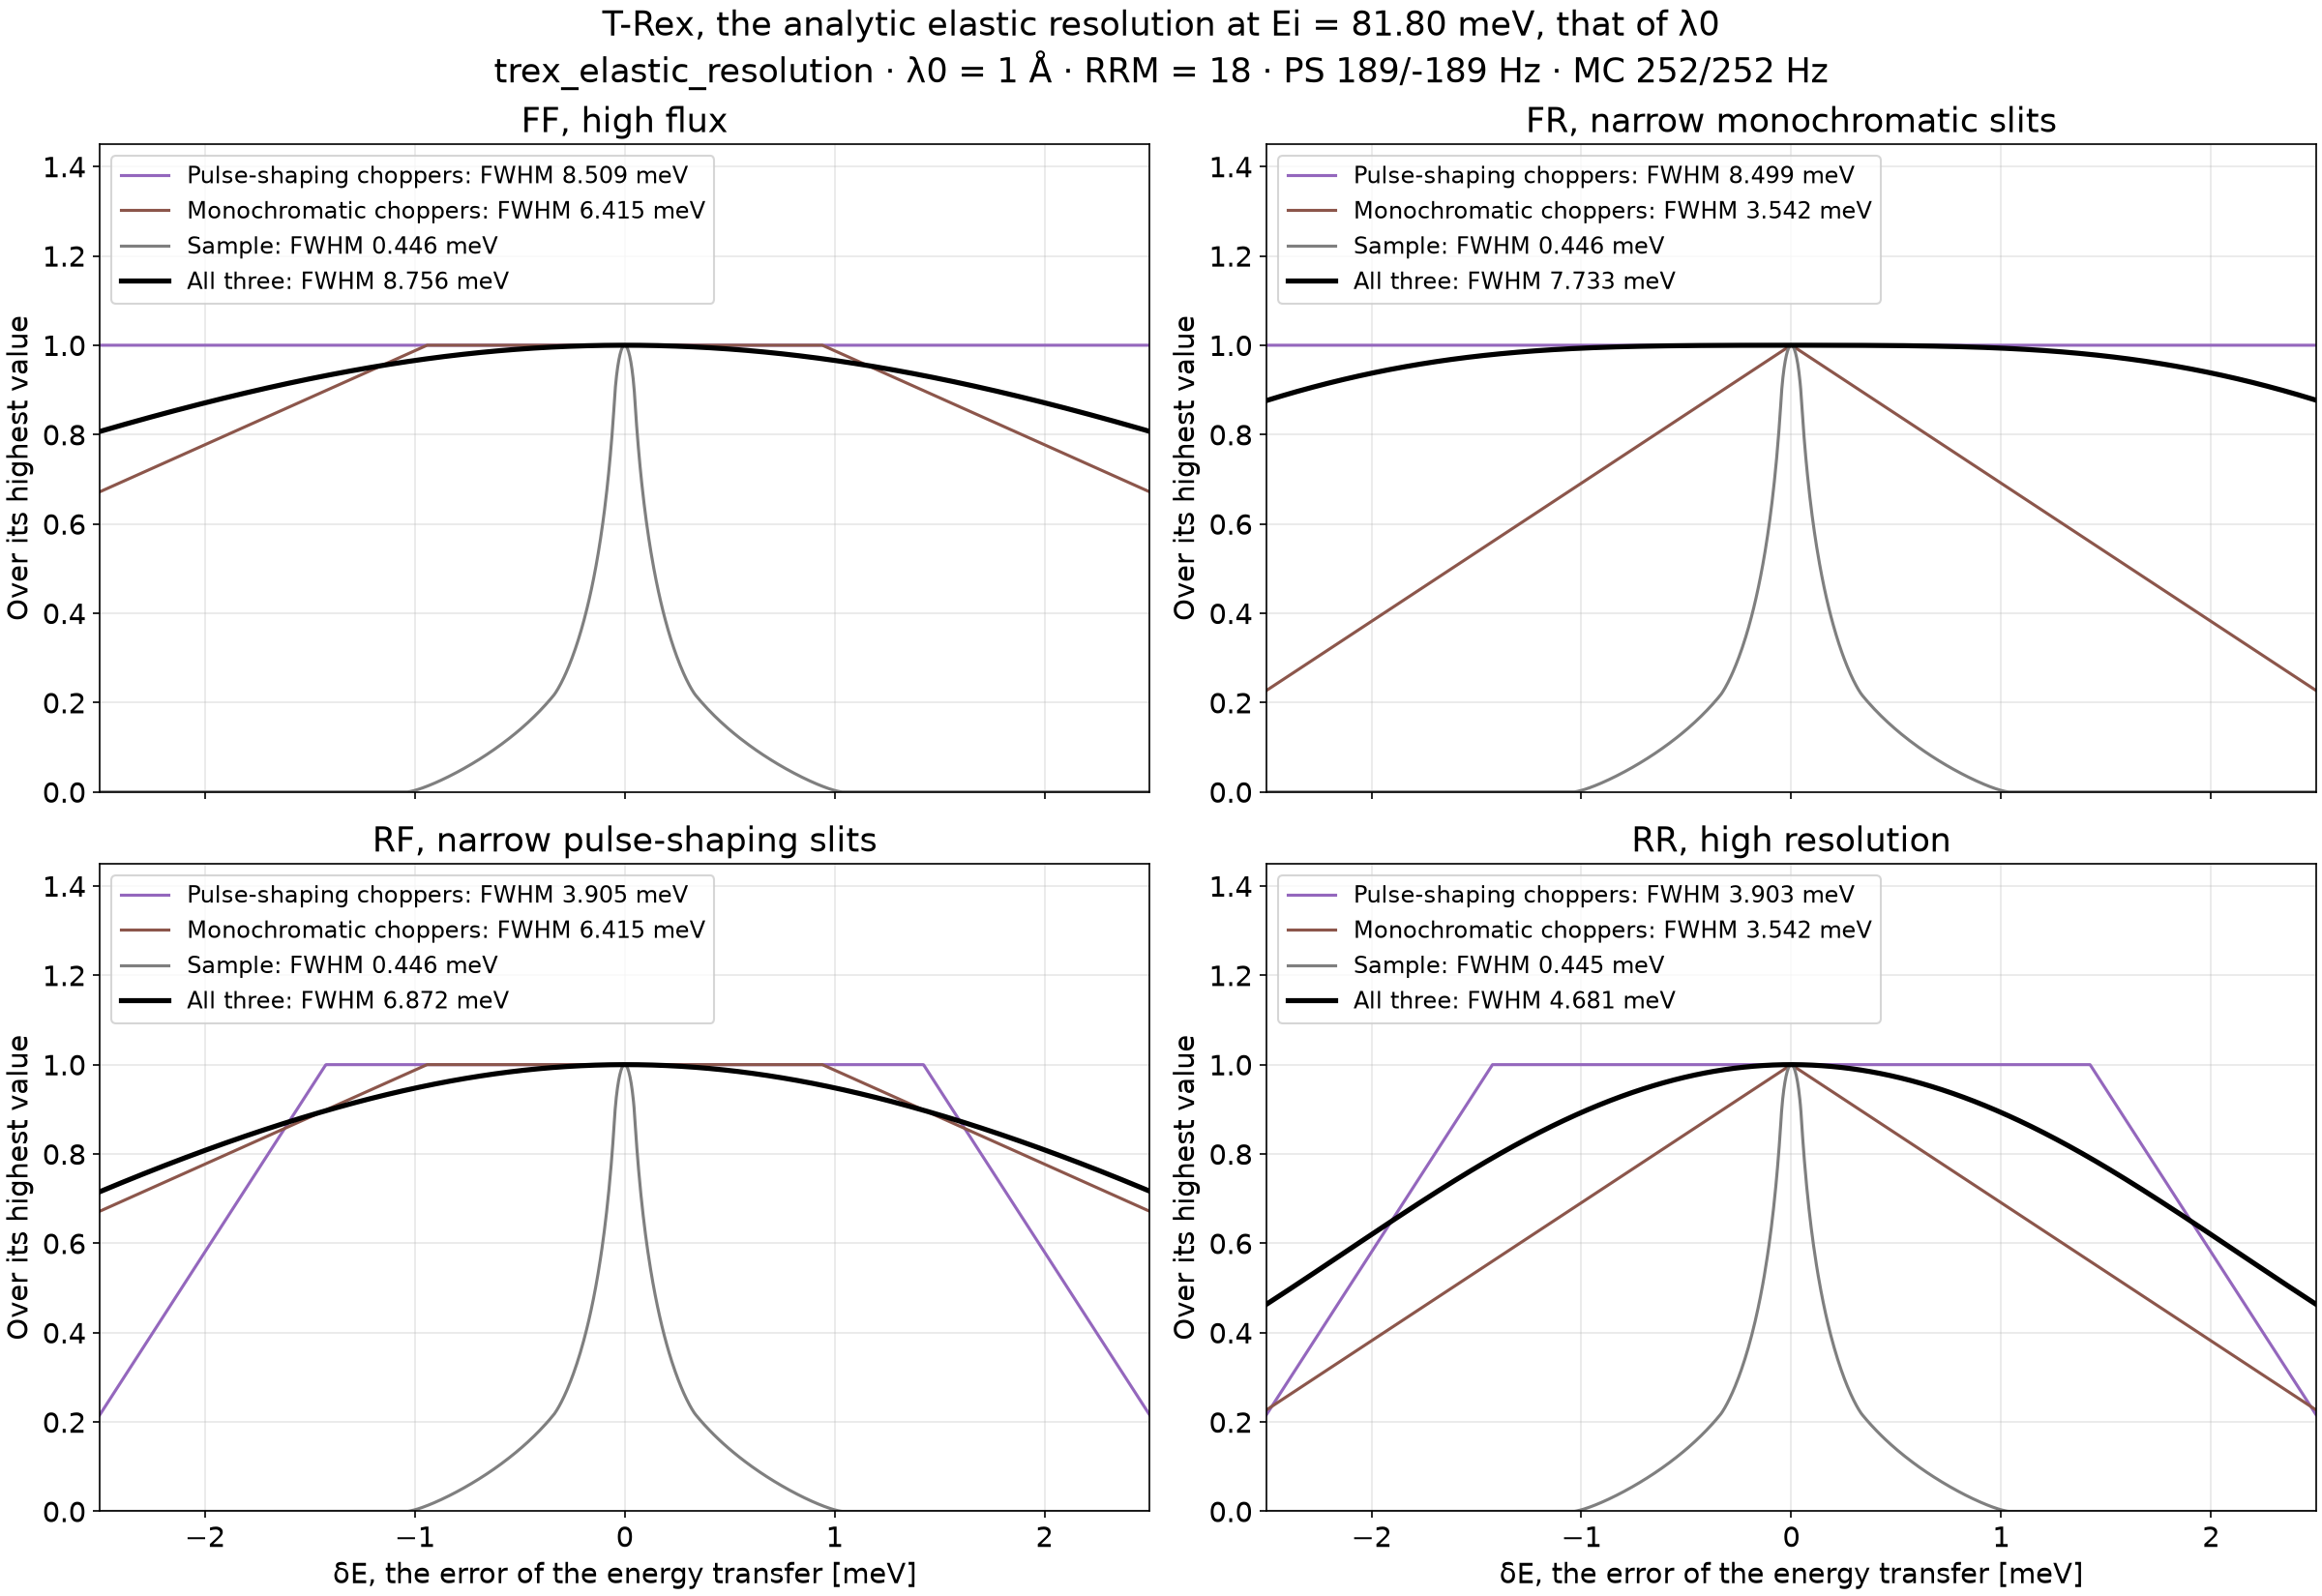 T-Rex, the analytic elastic resolution at Ei = 81.80 meV, that of λ0
trex_elastic_resolution · λ0 = 1 Å · RRM = 18 · PS 189/-189 Hz · MC 252/252 Hz
FF, high flux
Pulse-shaping choppers: FWHM 8.509 meV
Monochromatic choppers: FWHM 6.415 meV
Sample: FWHM 0.446 meV
All three: FWHM 8.756 meV
Over its highest value
1.4
1.2
1.0
0.8
0.6
0.4
0.2
0.0
FR, narrow monochromatic slits
Pulse-shaping choppers: FWHM 8.499 meV
Monochromatic choppers: FWHM 3.542 meV
Sample: FWHM 0.446 meV
All three: FWHM 7.733 meV
Over its highest value
1.4
1.2
1.0
0.8
0.6
0.4
0.2
0.0
RF, narrow pulse-shaping slits
Pulse-shaping choppers: FWHM 3.905 meV
Monochromatic choppers: FWHM 6.415 meV
Sample: FWHM 0.446 meV
All three: FWHM 6.872 meV
Over its highest value
1.4
1.2
1.0
0.8
0.6
0.4
0.2
0.0
−2 −1 0 1 2
δE, the error of the energy transfer [meV]
RR, high resolution
Pulse-shaping choppers: FWHM 3.903 meV
Monochromatic choppers: FWHM 3.542 meV
Sample: FWHM 0.445 meV
All three: FWHM 4.681 meV
Over its highest value
1.4
1.2
1.0
0.8
0.6
0.4
0.2
0.0
−2 −1 0 1 2
δE, the error of the energy transfer [meV]